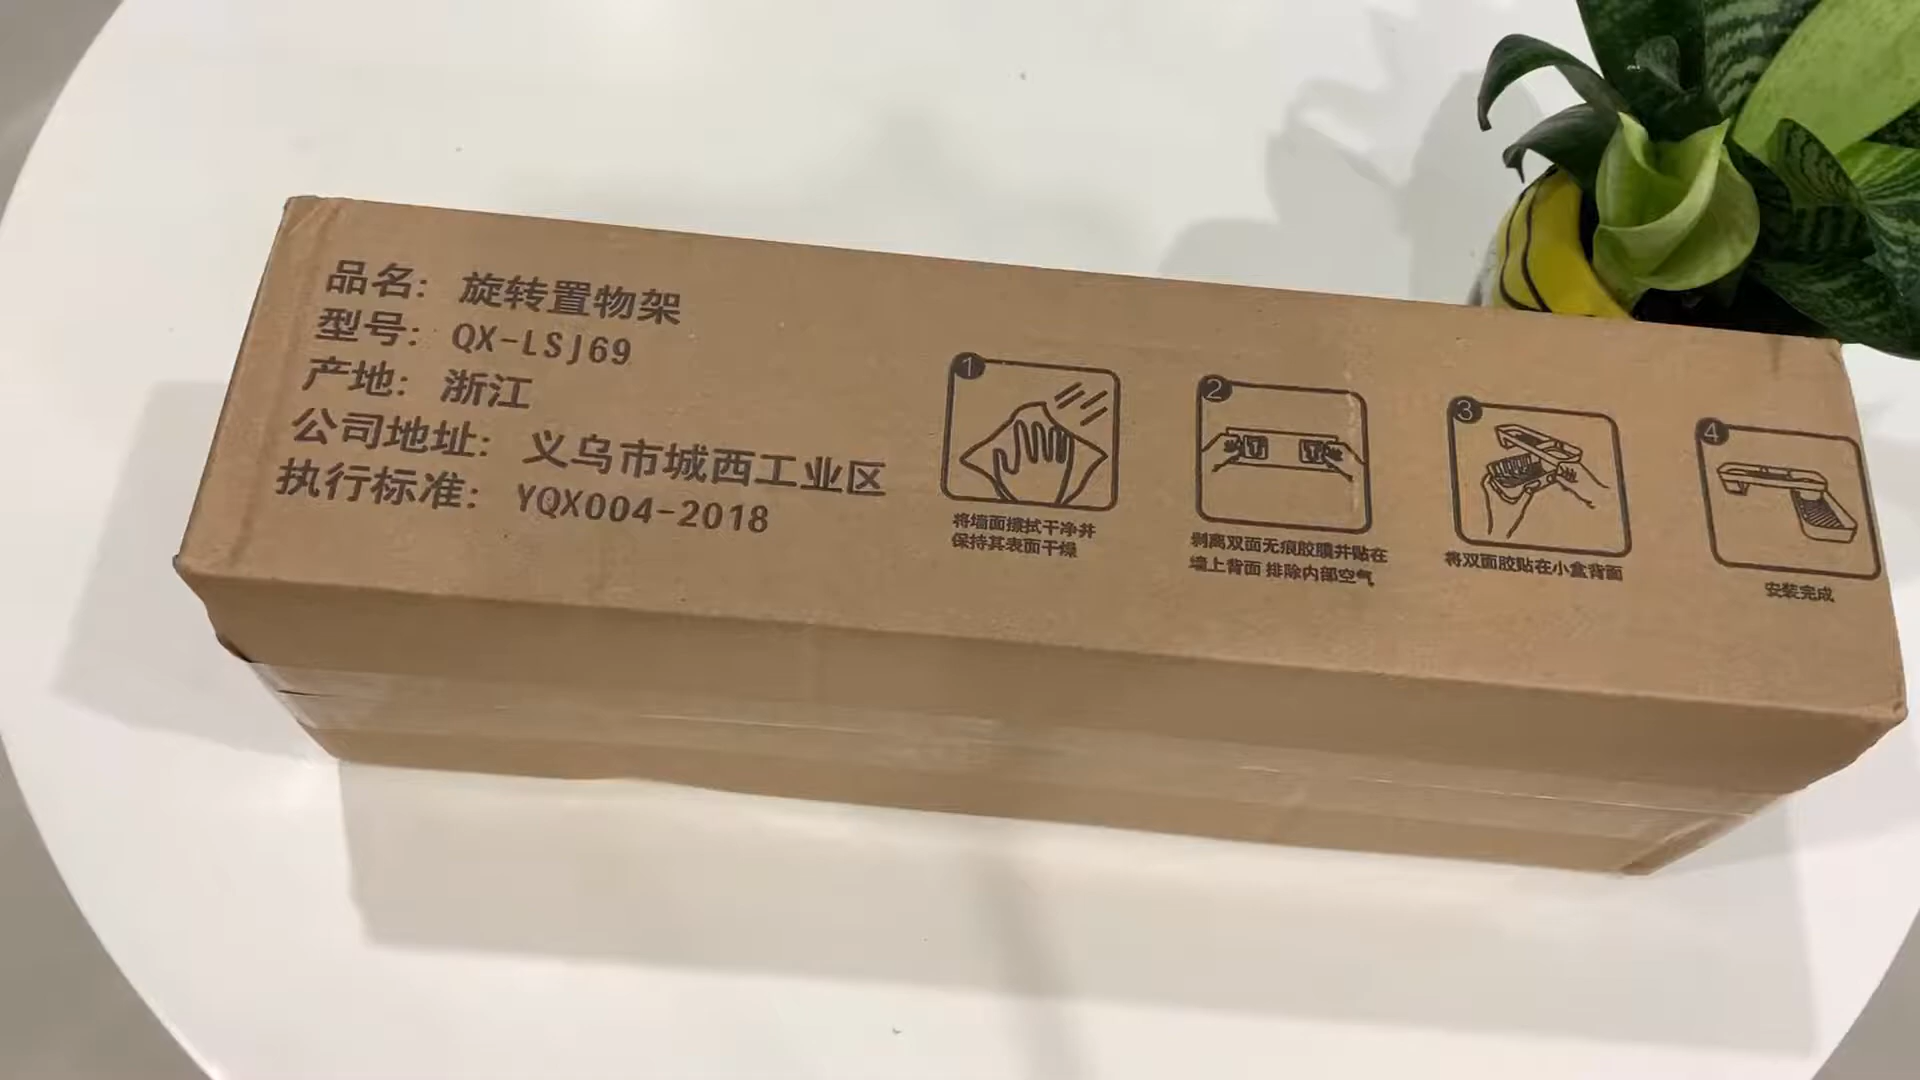 品名: 旋转置物架
型号: QX-LSJ69
产地: 浙江
公司地址: 义乌市城西工业区
执行标准: YQX004-2018
1
将墙面擦拭干净并
保持其表面干燥
2
剥离双面无痕胶膜并贴在
墙上背面 排除内部空气
3
将双面胶贴在小盒背面
4
安装完成